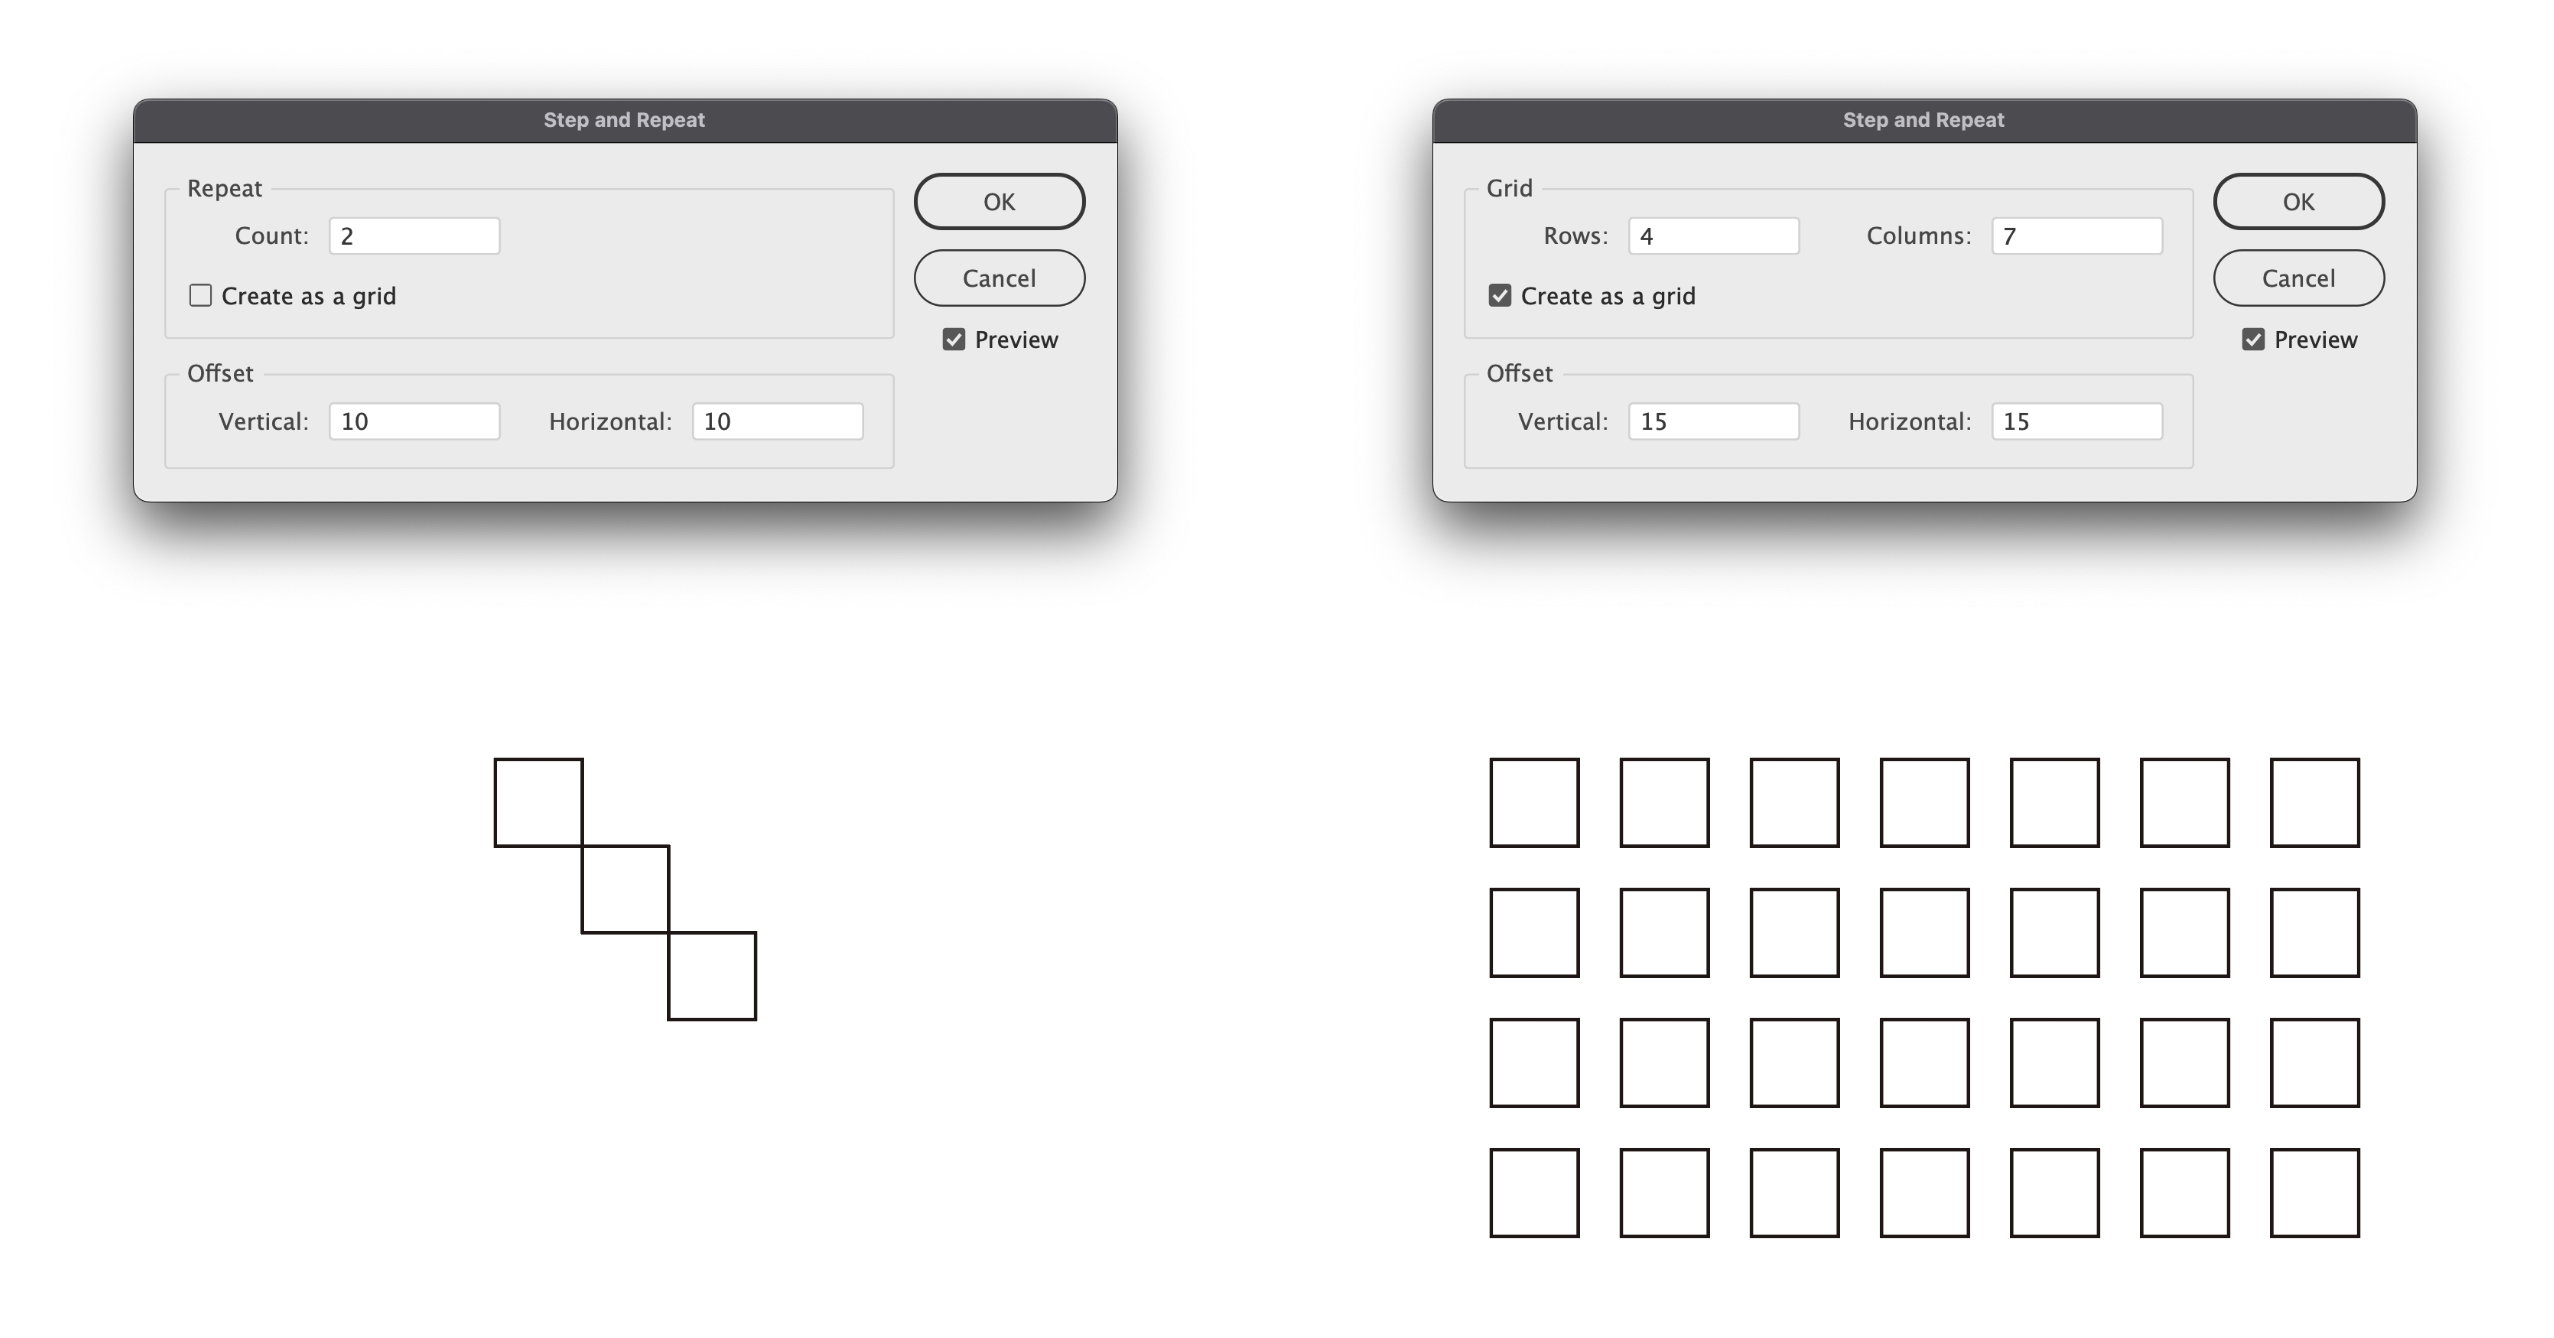 Step and Repeat
Repeat
Count: 2
Create as a grid
Offset
Vertical: 10 Horizontal: 10
OK
Cancel
Preview
Step and Repeat
Grid
Rows: 4 Columns: 7
Create as a grid
Offset
Vertical: 15 Horizontal: 15
OK
Cancel
Preview